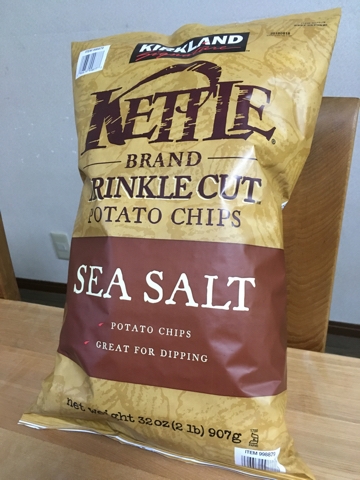 KIRKLAND
Signature
KETTLE
BRAND
RINKLE CUT
POTATO CHIPS
SEA SALT
POTATO CHIPS
GREAT FOR DIPPING
net weight 32 oz (2 lb) 907g